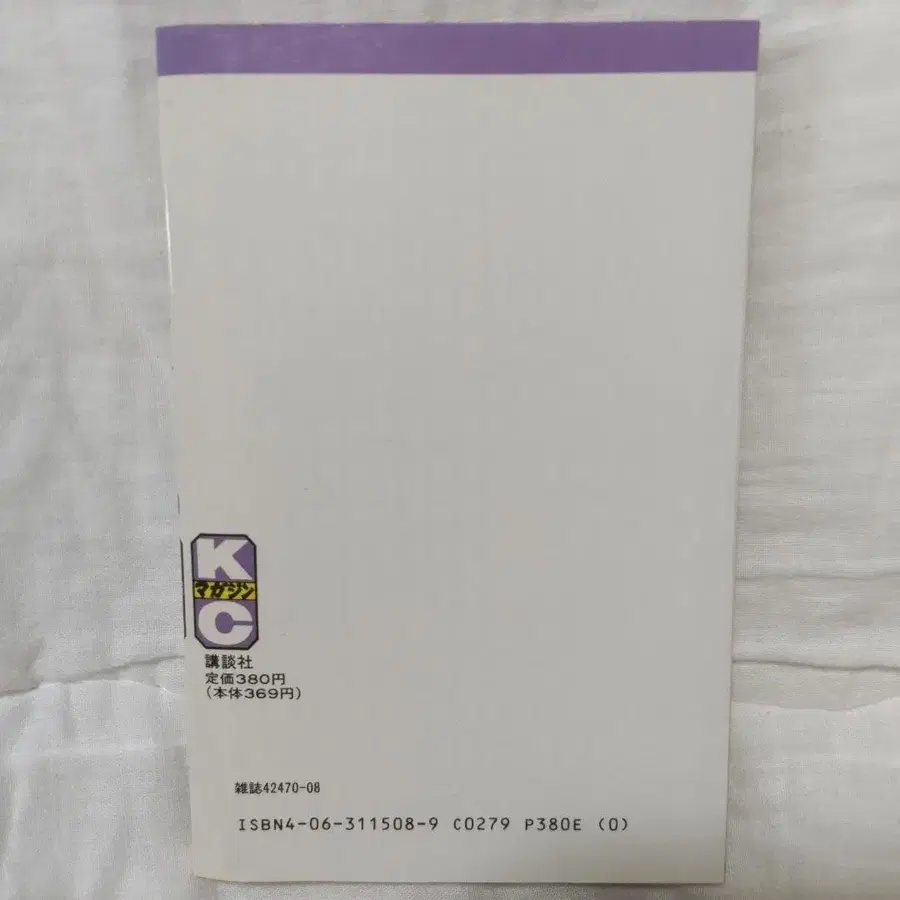 K
マガジン
C
講談社
定価380円
(本体369円)
雑誌42470-08
ISBN4-06-311508-9 C0279 P380E (0)